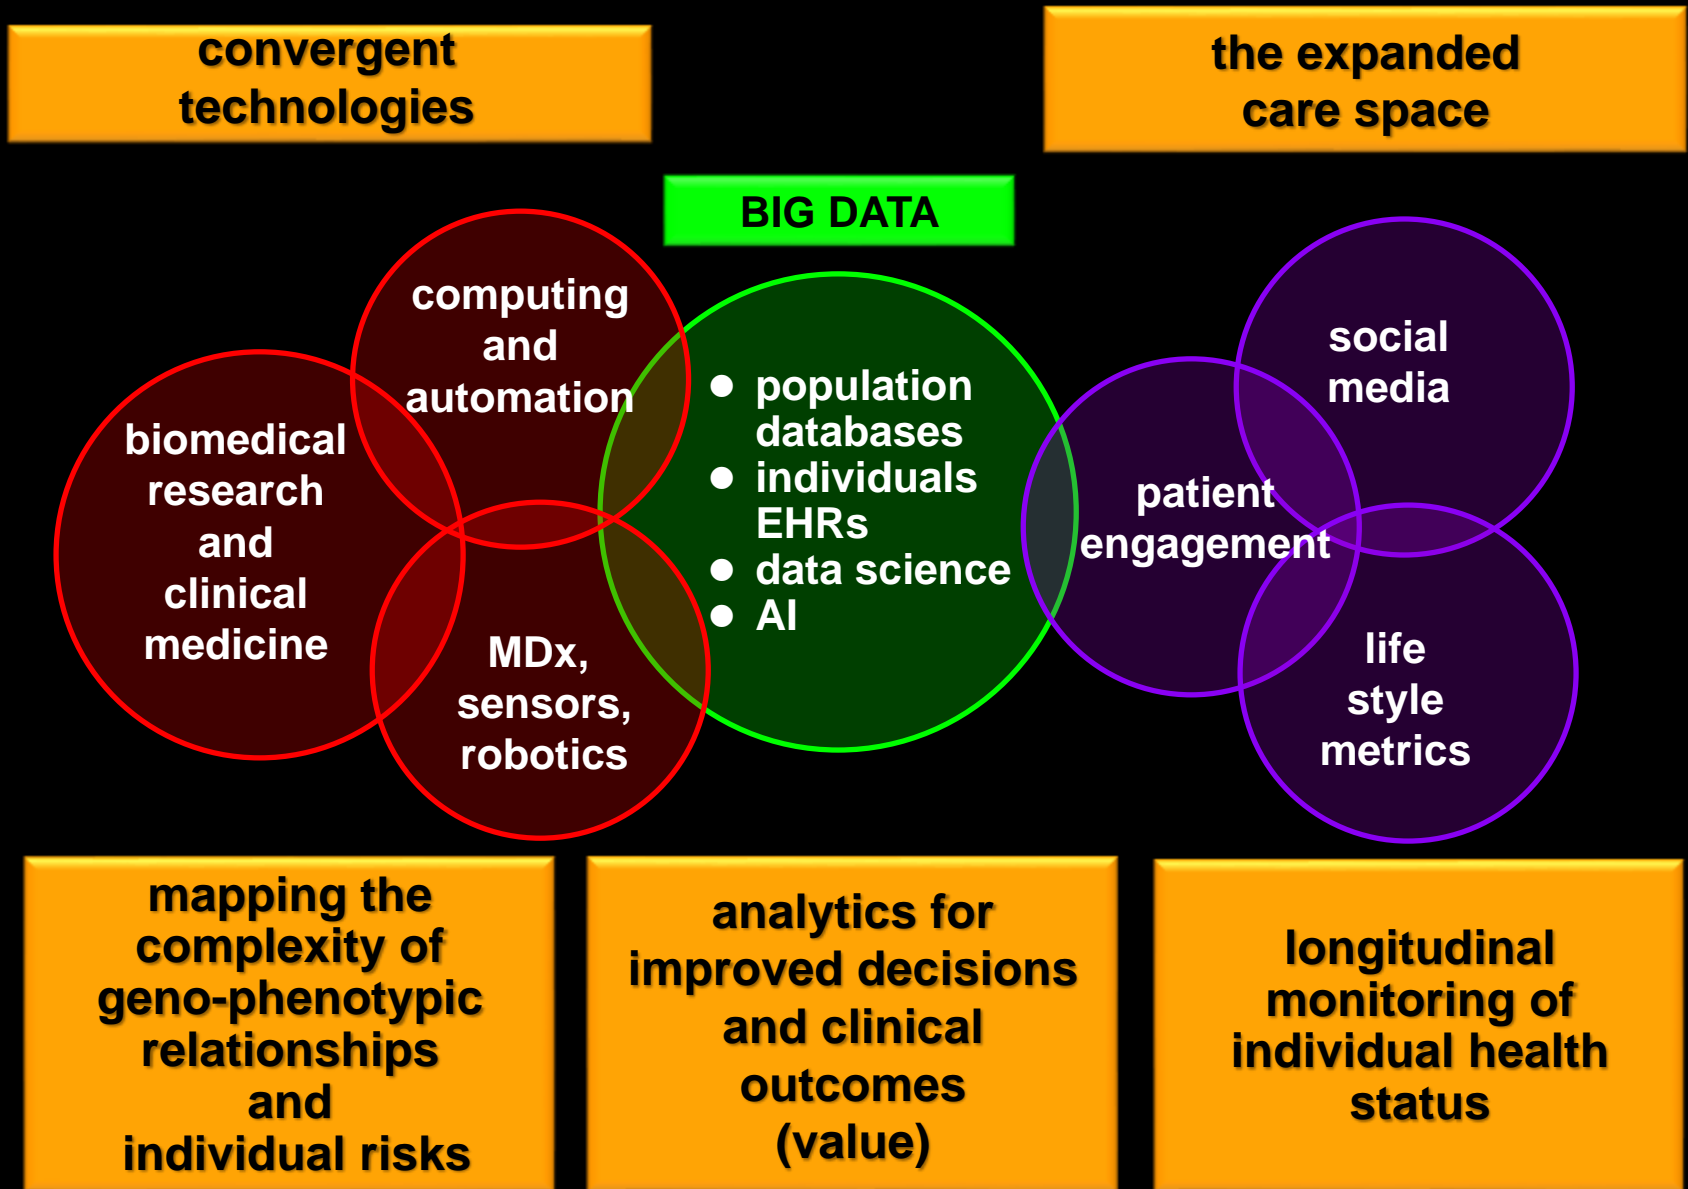 convergent
technologies
the expanded
care space
BIG DATA
computing
and
automation
biomedical
research
and
clinical
medicine
MDx,
sensors,
robotics
● population
databases
● individuals
EHRs
● data science
● AI
patient
engagement
social
media
life
style
metrics
mapping the
complexity of
geno-phenotypic
relationships
and
individual risks
analytics for
improved decisions
and clinical
outcomes
(value)
longitudinal
monitoring of
individual health
status